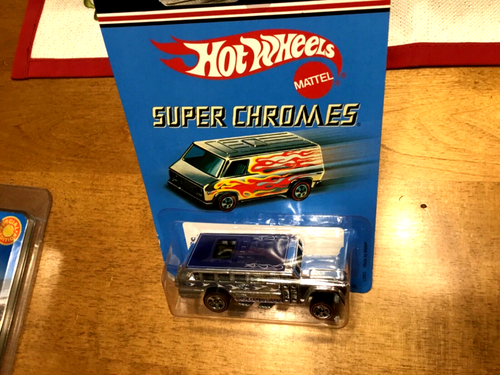 HOT WHEELS
MATTEL
SUPER CHROMES